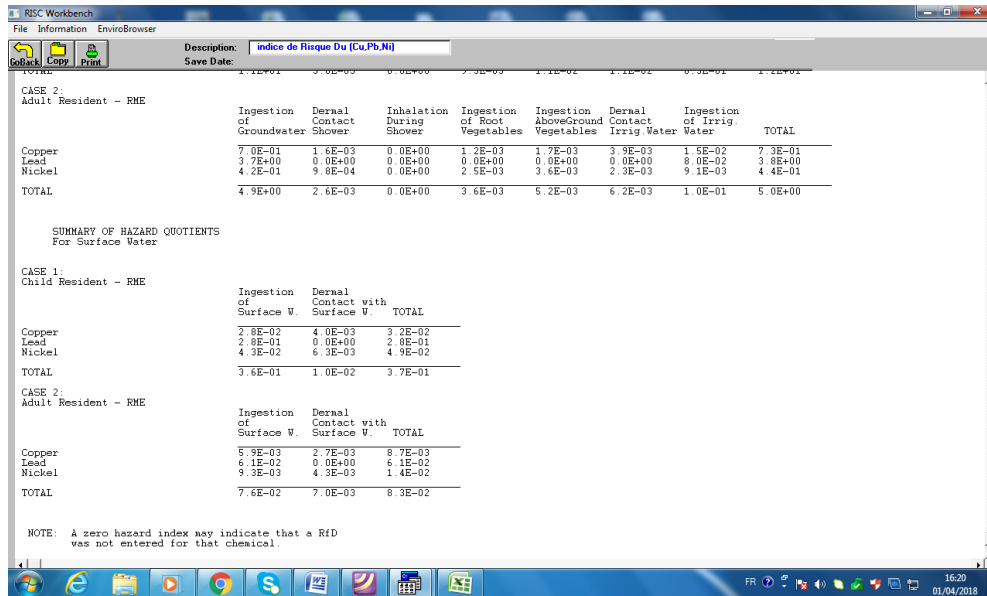 RISC Workbench
File Information EnviroBrowser
GoBack Copy Print Description: indice de Risque Du (Cu,Pb,Ni)
Save Date:
CASE 2:
Adult Resident - RME
Ingestion Dermal Inhalation Ingestion Ingestion Dermal Ingestion
of Contact During of Root AboveGround Contact of Irrig.
Groundwater Shower Shower Vegetables Vegetables Irrig.Water Water TOTAL
Copper 7.0E-01 1.6E-03 0.0E+00 1.2E-03 1.7E-03 3.9E-03 1.5E-02 7.3E-01
Lead 3.7E+00 0.0E+00 0.0E+00 0.0E+00 0.0E+00 0.0E+00 8.0E-02 3.8E+00
Nickel 4.2E-01 9.8E-04 0.0E+00 2.5E-03 3.6E-03 2.3E-03 9.1E-03 4.4E-01
TOTAL 4.9E+00 2.6E-03 0.0E+00 3.6E-03 5.2E-03 6.2E-03 1.0E-01 5.0E+00
SUMMARY OF HAZARD QUOTIENTS
For Surface Water
CASE 1:
Child Resident - RME
Ingestion Dermal
of Contact with
Surface W. Surface W. TOTAL
Copper 2.8E-02 4.0E-03 3.2E-02
Lead 2.8E-01 0.0E+00 2.8E-01
Nickel 4.3E-02 6.3E-03 4.9E-02
TOTAL 3.6E-01 1.0E-02 3.7E-01
CASE 2:
Adult Resident - RME
Ingestion Dermal
of Contact with
Surface W. Surface W. TOTAL
Copper 5.9E-03 2.7E-03 8.7E-03
Lead 6.1E-02 0.0E+00 6.1E-02
Nickel 9.3E-03 4.3E-03 1.4E-02
TOTAL 7.6E-02 7.0E-03 8.3E-02
NOTE: A zero hazard index may indicate that a RfD
was not entered for that chemical.
FR 16:20
01/04/2018